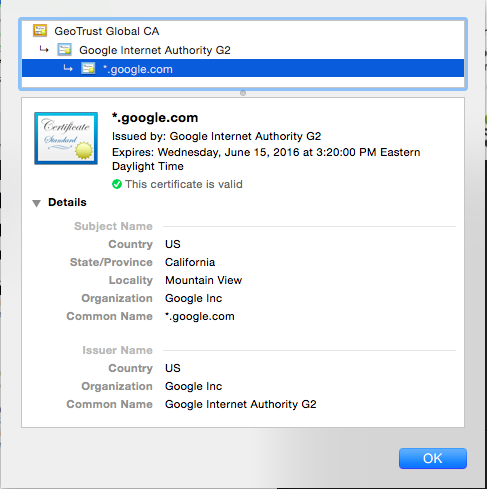 GeoTrust Global CA
Google Internet Authority G2
*.google.com
Certificate
Standard
*.google.com
Issued by: Google Internet Authority G2
Expires: Wednesday, June 15, 2016 at 3:20:00 PM Eastern
Daylight Time
This certificate is valid
Details
Subject Name
Country US
State/Province California
Locality Mountain View
Organization Google Inc
Common Name *.google.com
Issuer Name
Country US
Organization Google Inc
Common Name Google Internet Authority G2
OK